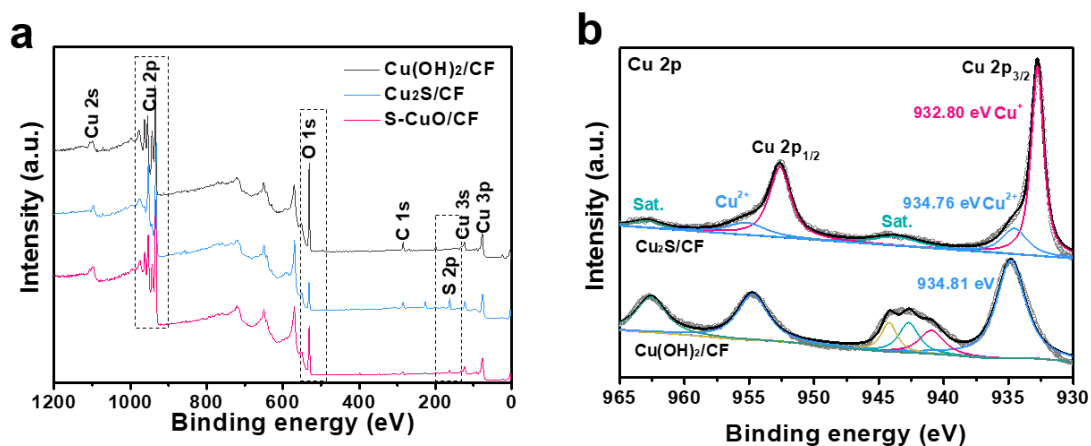 a
Intensity (a.u.)
Cu 2s
Cu 2p
O 1s
C 1s
S 2p
Cu 3s
Cu 3p
Cu(OH)₂/CF
Cu₂S/CF
S-CuO/CF
1200 1000 800 600 400 200 0
Binding energy (eV)
b
Intensity (a.u.)
Cu 2p
Cu 2p₃/₂
932.80 eV Cu⁺
Cu 2p₁/₂
Sat.
Cu²⁺
Sat.
934.76 eV Cu²⁺
Cu₂S/CF
934.81 eV
Cu(OH)₂/CF
965 960 955 950 945 940 935 930
Binding energy (eV)